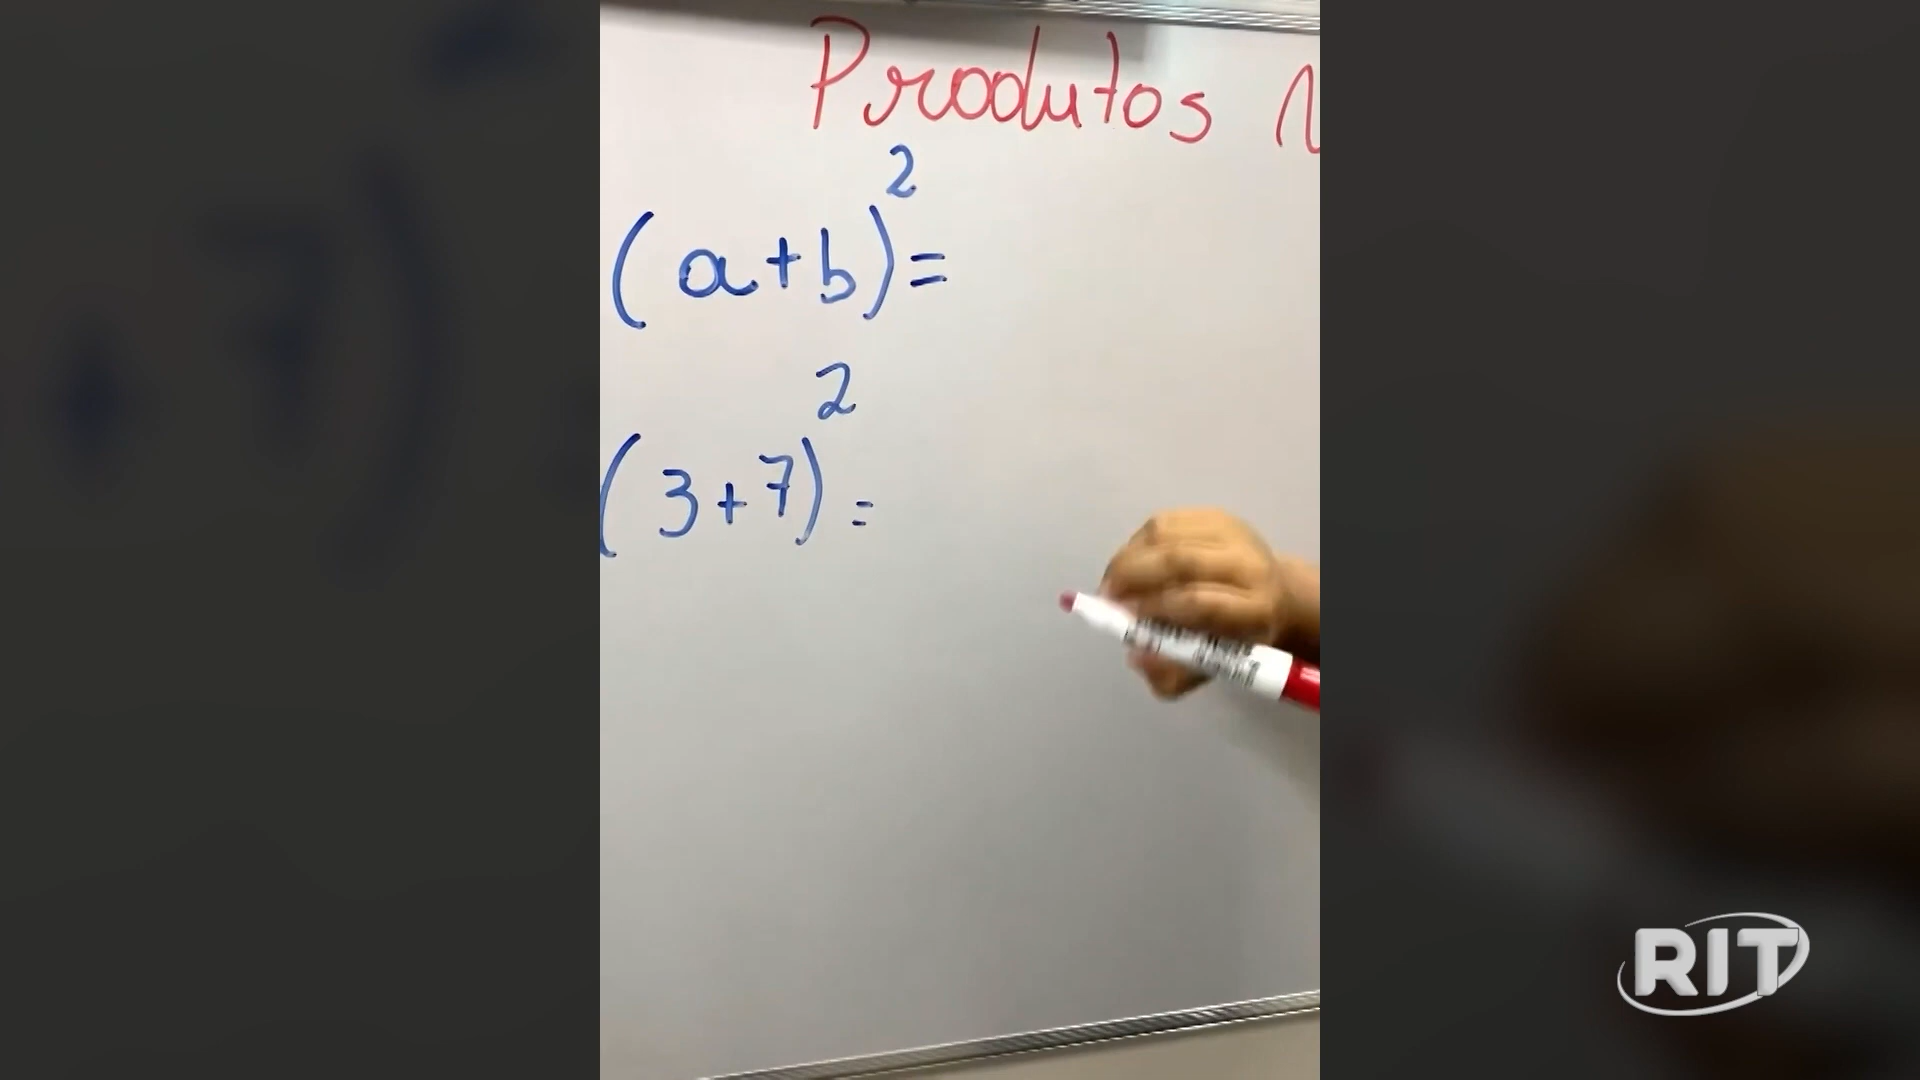 Produtos
(a+b)²=
(3+7)²=
RIT